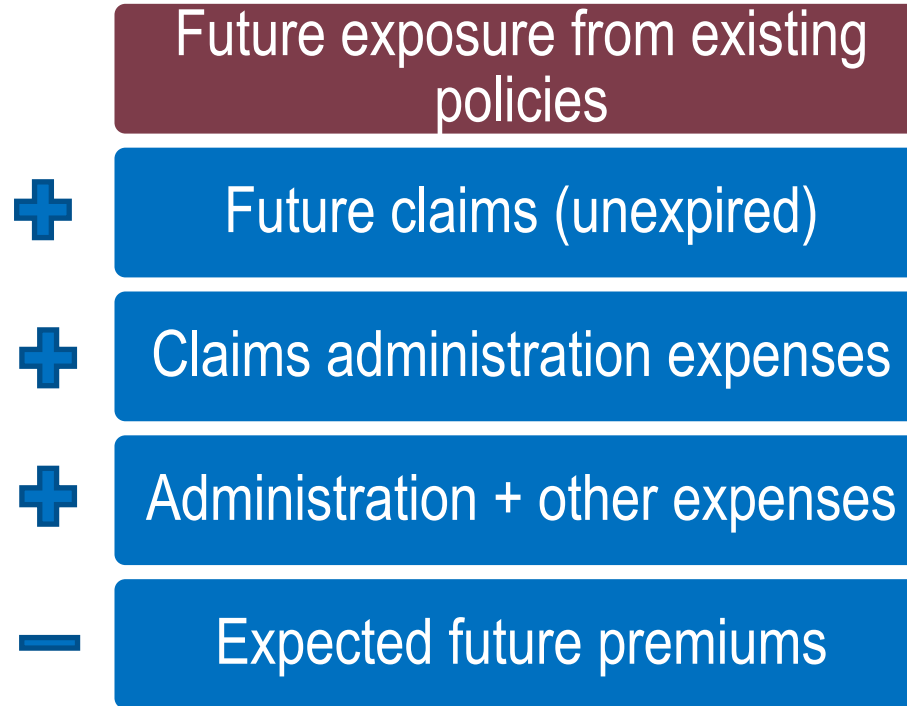 Future exposure from existing
policies
Future claims (unexpired)
Claims administration expenses
Administration + other expenses
Expected future premiums